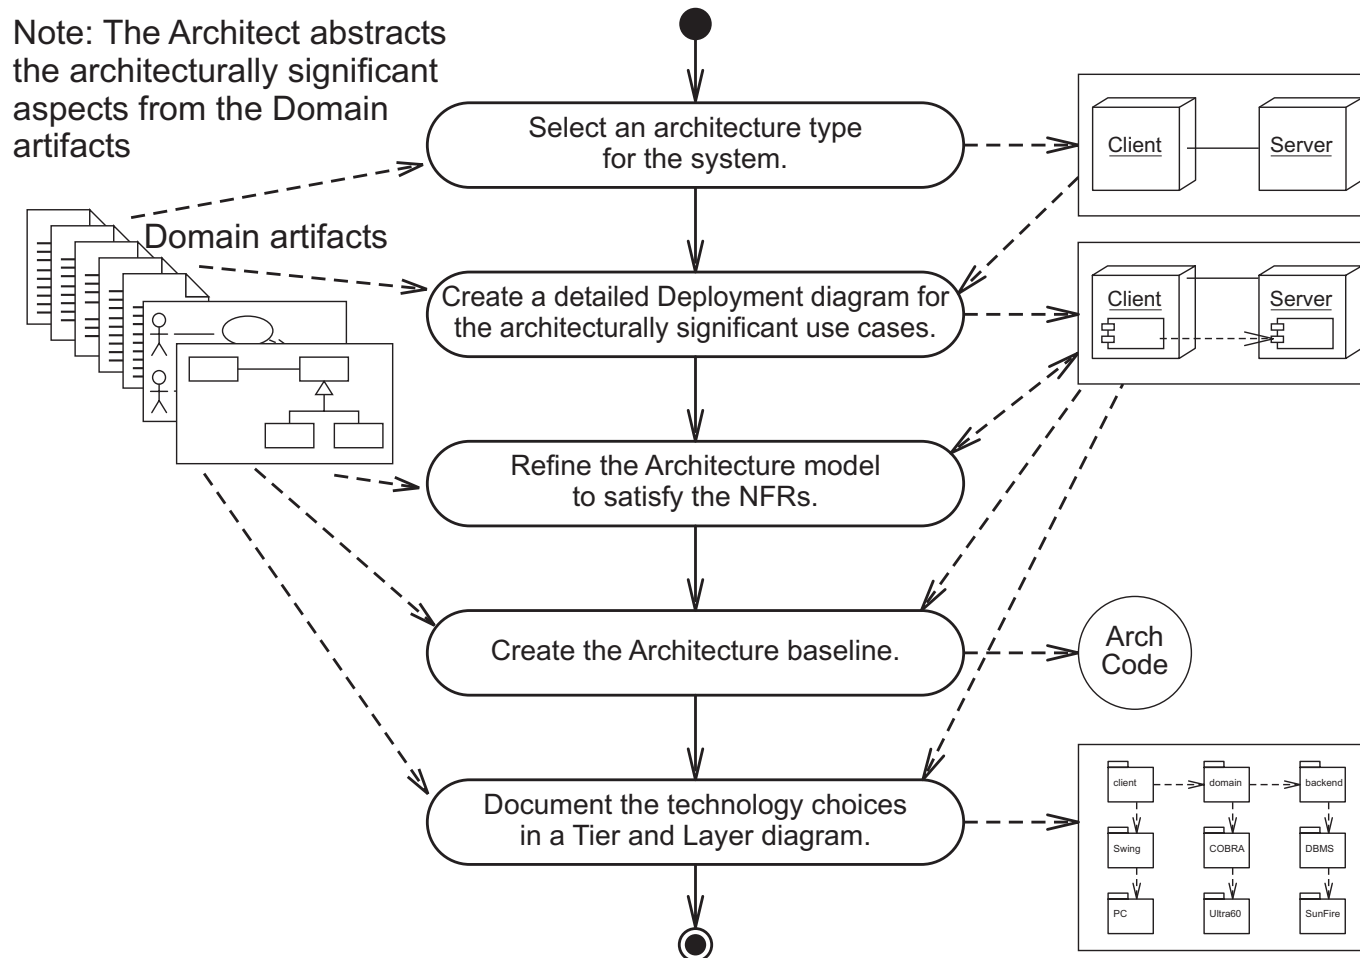 Note: The Architect abstracts
the architecturally significant
aspects from the Domain
artifacts
Select an architecture type
for the system.
Client
Server
Domain artifacts
Create a detailed Deployment diagram for
the architecturally significant use cases.
Client
Server
Refine the Architecture model
to satisfy the NFRs.
Create the Architecture baseline.
Arch
Code
Document the technology choices
in a Tier and Layer diagram.
client
domain
backend
Swing
COBRA
DBMS
PC
Ultra60
SunFire